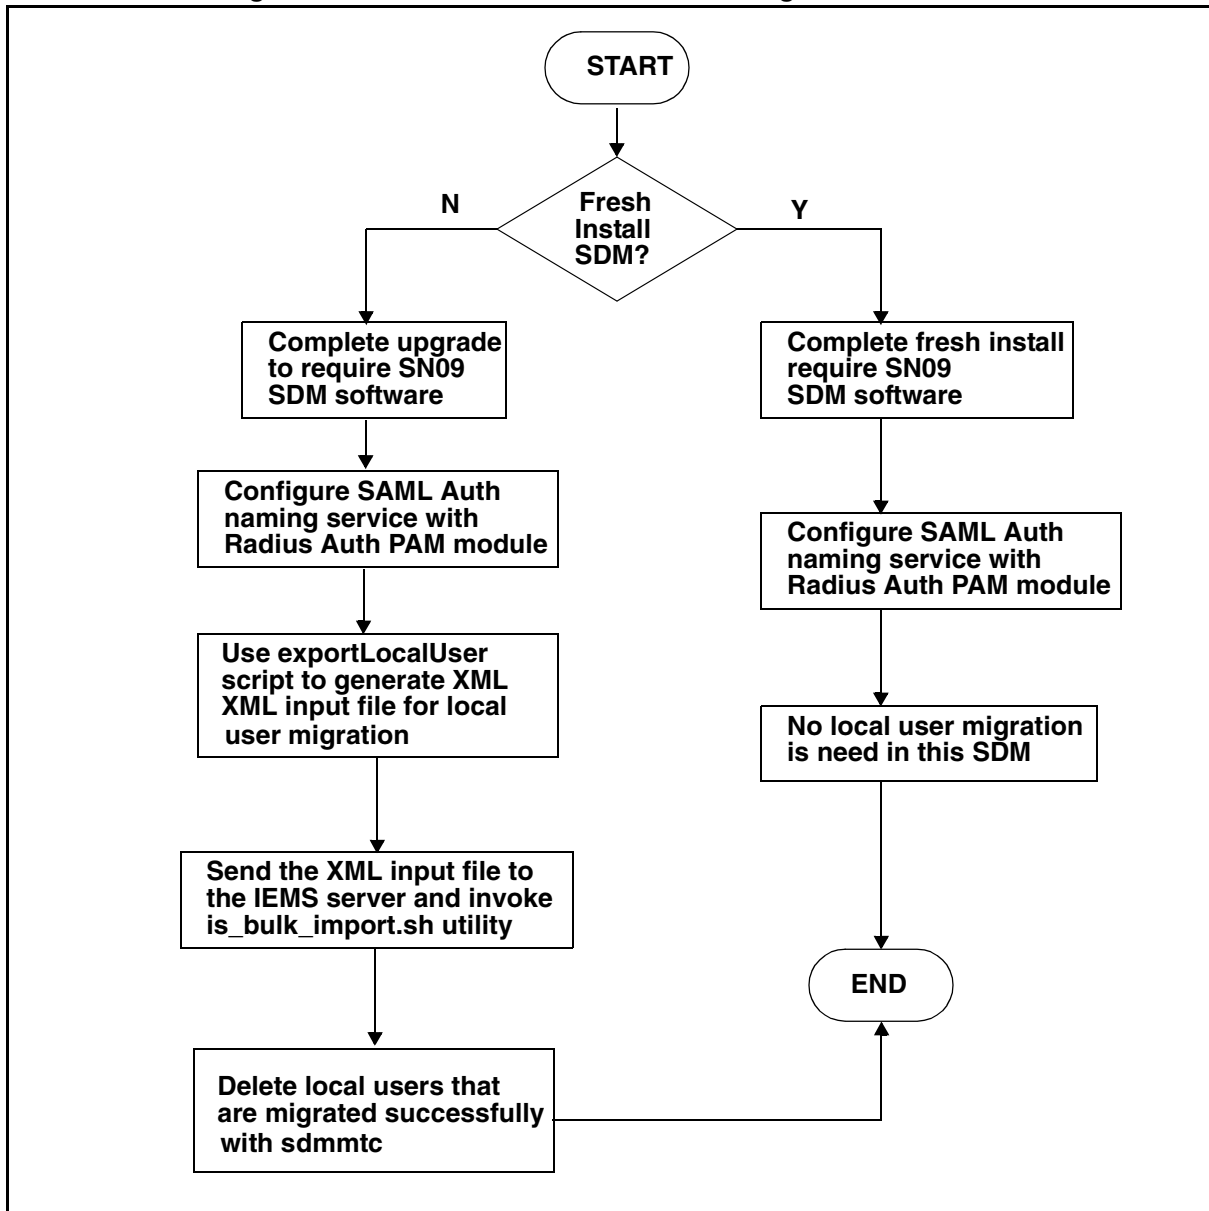 START
Fresh
Install
SDM?
N
Y
Complete upgrade
to require SN09
SDM software
Configure SAML Auth
naming service with
Radius Auth PAM module
Use exportLocalUser
script to generate XML
XML input file for local
user migration
Send the XML input file to
the IEMS server and invoke
is_bulk_import.sh utility
Delete local users that
are migrated successfully
with sdmmtc
Complete fresh install
require SN09
SDM software
Configure SAML Auth
naming service with
Radius Auth PAM module
No local user migration
is need in this SDM
END